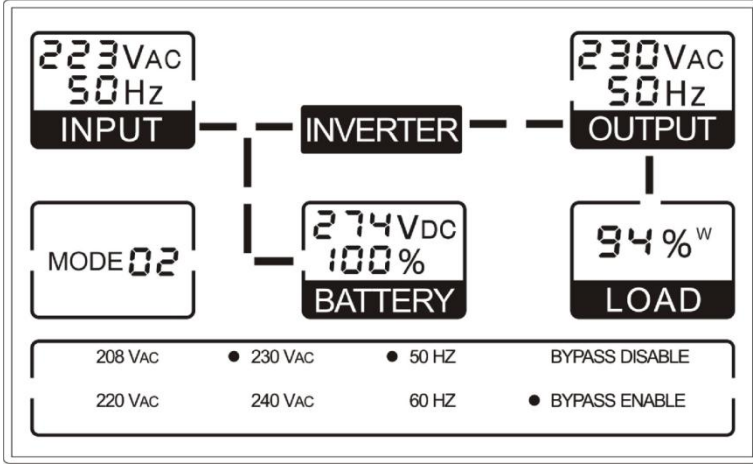 223VAC
50Hz
INPUT
INVERTER
230VAC
50Hz
OUTPUT
MODE 02
274VDC
100%
BATTERY
94%W
LOAD
208 VAC
230 VAC
50 HZ
BYPASS DISABLE
220 VAC
240 VAC
60 HZ
BYPASS ENABLE